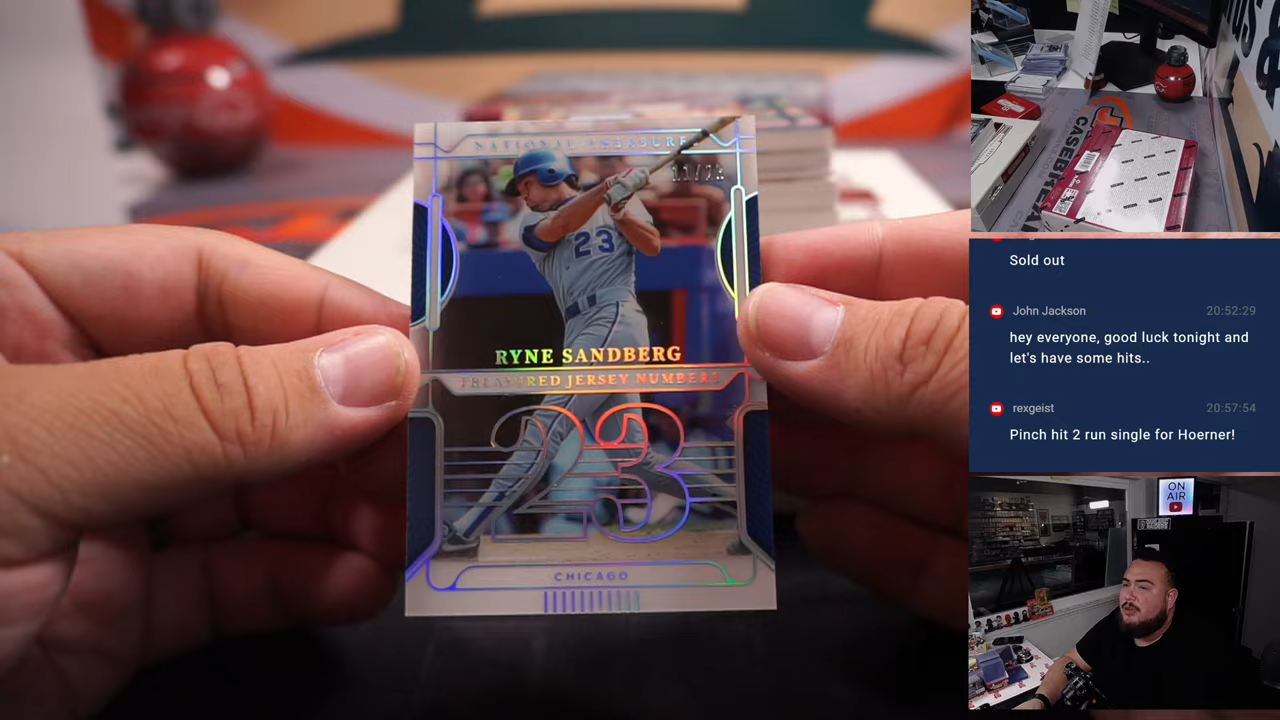 NATIONAL TREASURES
23
RYNE SANDBERG
TREASURED JERSEY NUMBERS
23
CHICAGO
CASEBREA
Sold out
John Jackson 20:52:29
hey everyone, good luck tonight and
let's have some hits..
rexgeist 20:57:54
Pinch hit 2 run single for Hoerner!
ON
AIR